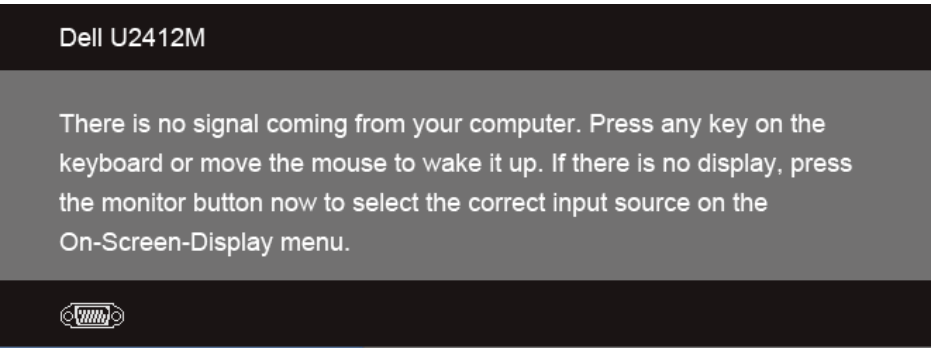 Dell U2412M
There is no signal coming from your computer. Press any key on the
keyboard or move the mouse to wake it up. If there is no display, press
the monitor button now to select the correct input source on the
On-Screen-Display menu.